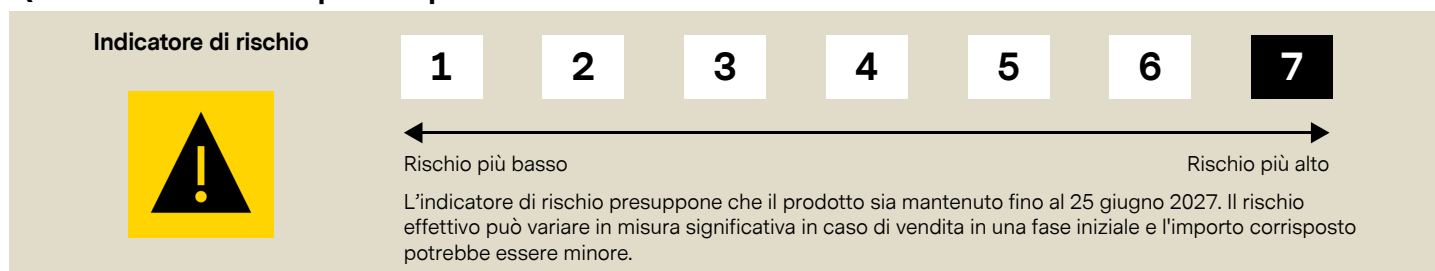 Indicatore di rischio
1 2 3 4 5 6 7
Rischio più basso Rischio più alto
L'indicatore di rischio presuppone che il prodotto sia mantenuto fino al 25 giugno 2027. Il rischio
effettivo può variare in misura significativa in caso di vendita in una fase iniziale e l'importo corrisposto
potrebbe essere minore.